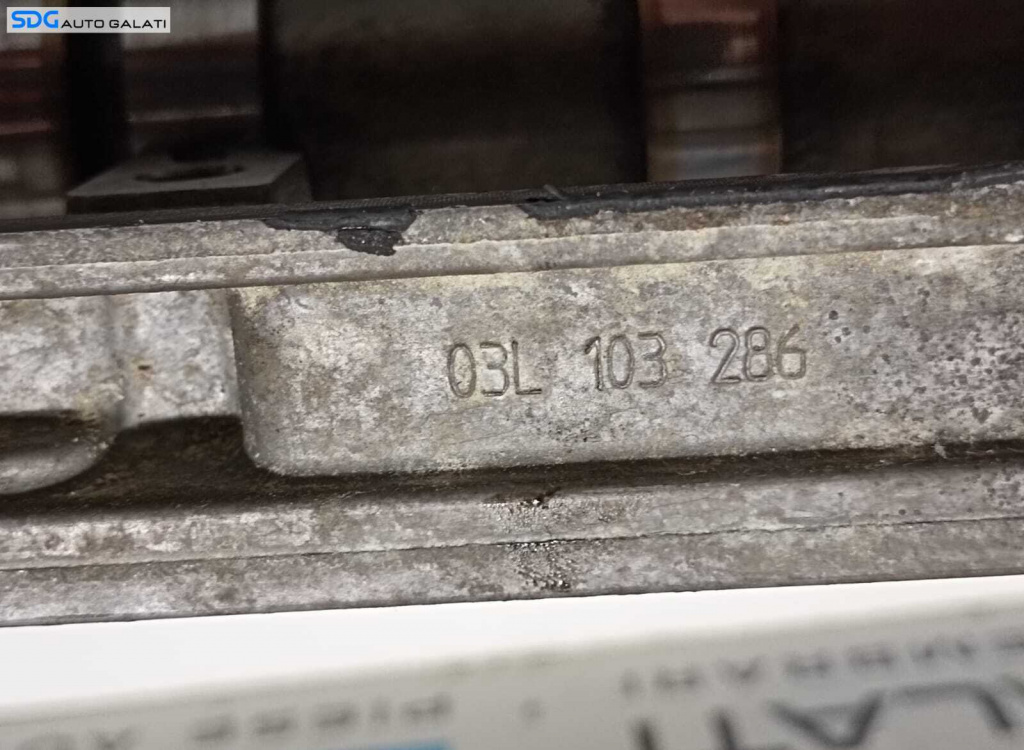 SDG AUTO GALATI
03L 103 286